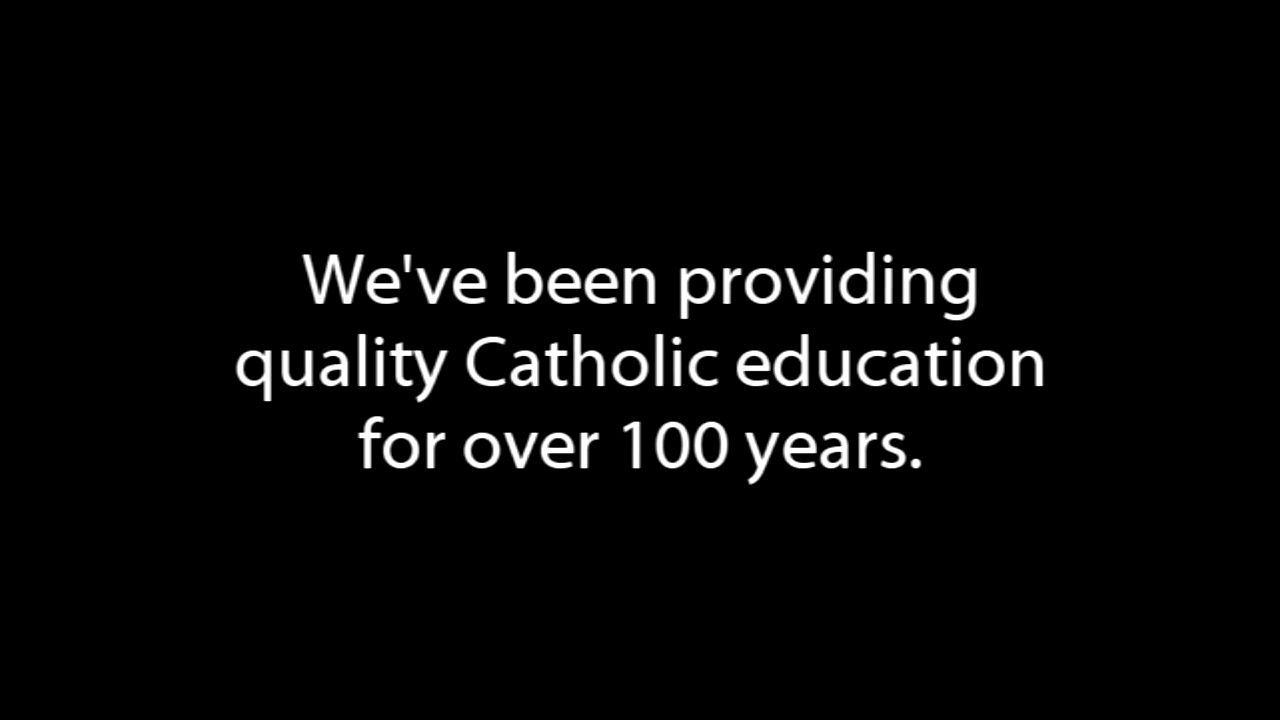 We've been providing
quality Catholic education
for over 100 years.